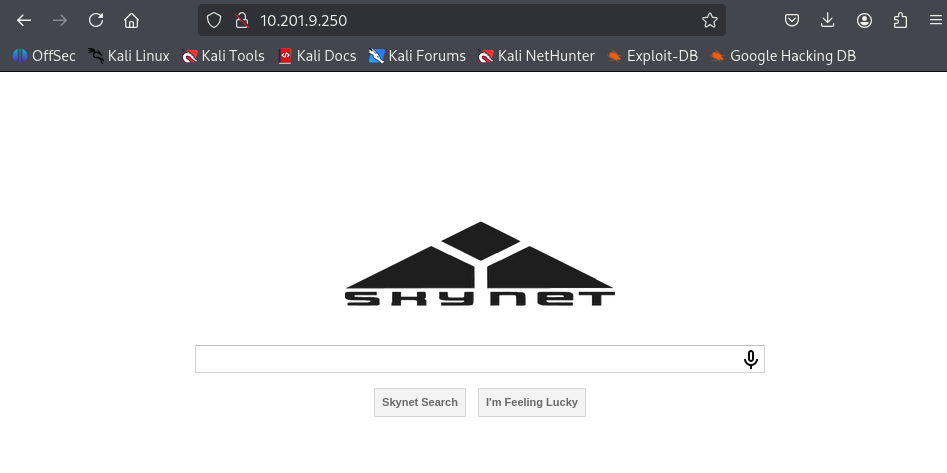 10.201.9.250
OffSec Kali Linux Kali Tools Kali Docs Kali Forums Kali NetHunter Exploit-DB Google Hacking DB
SKYNET
Skynet Search I'm Feeling Lucky